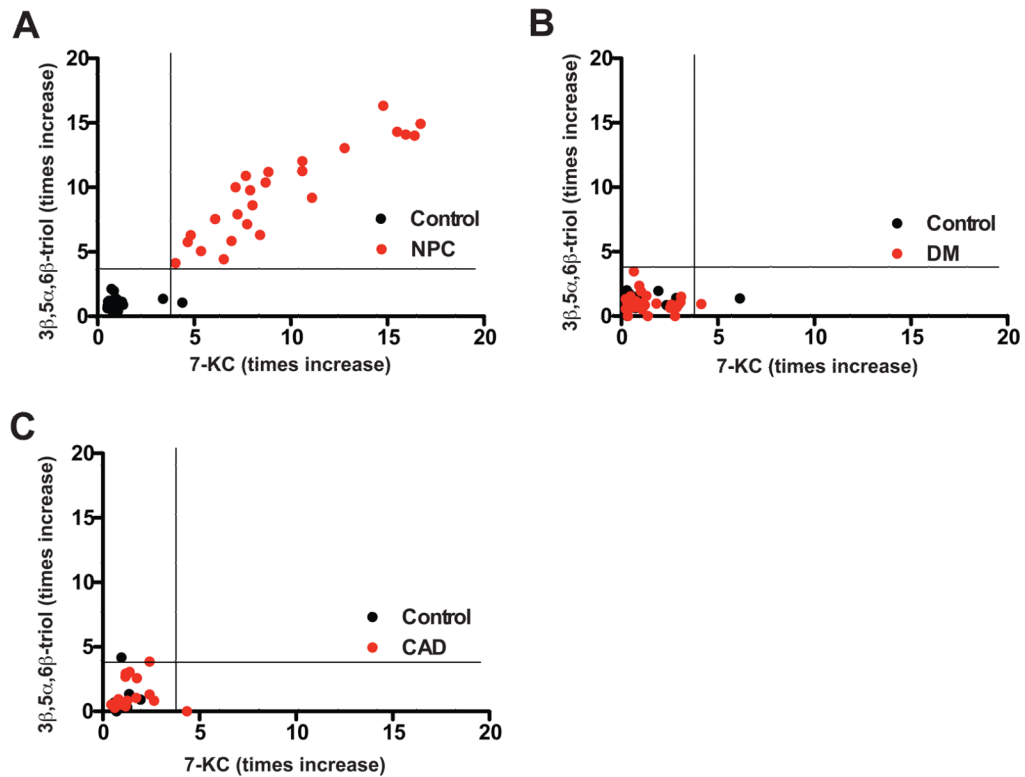 A
3β,5α,6β-triol (times increase)
20
15
10
5
0
0 5 10 15 20
7-KC (times increase)
Control
NPC
B
3β,5α,6β-triol (times increase)
20
15
10
5
0
0 5 10 15 20
7-KC (times increase)
Control
DM
C
3β,5α,6β-triol (times increase)
20
15
10
5
0
0 5 10 15 20
7-KC (times increase)
Control
CAD